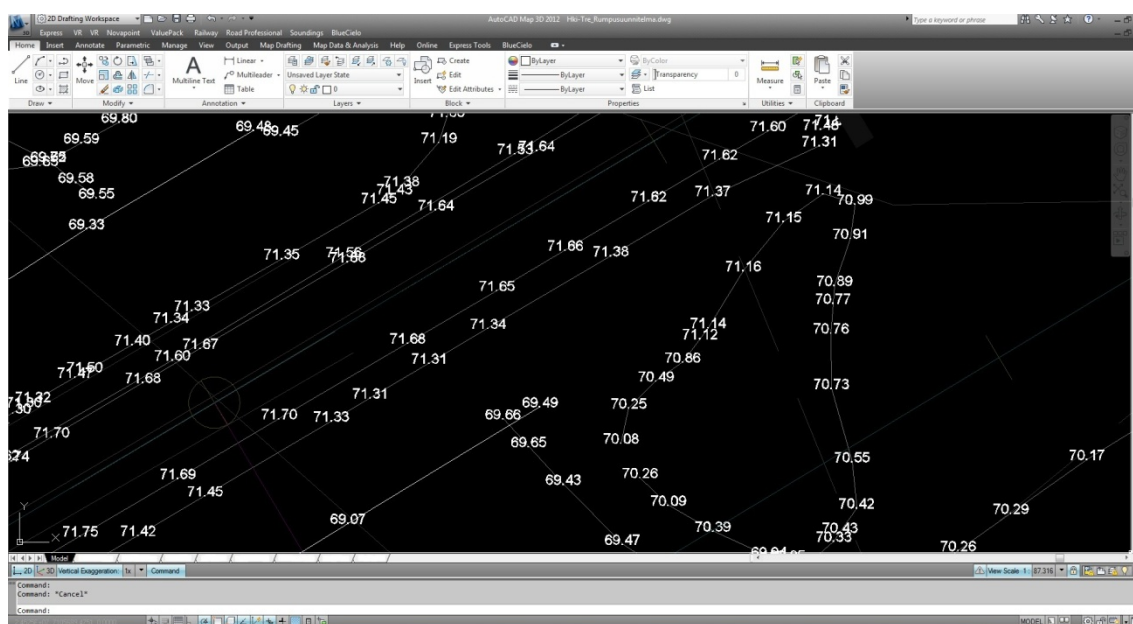 2D Drafting Workspace
AutoCAD Map 3D 2012 Hki-Tre_Rumpusuunnitelma.dwg
Type a keyword or phrase
Express VR VR Novapoint ValuePack Railway Road Professional Soundings BlueCielo
Home Insert Annotate Parametric Manage View Output Map Drafting Map Data & Analysis Help Online Express Tools BlueCielo
Line Move Multiline Text Linear Multileader Table
Unsaved Layer State
0
Insert Create Edit Edit Attributes
ByLayer
ByLayer
ByLayer
ByColor
Transparency 0
List
Measure Paste
Draw Modify Annotation Layers Block Properties Utilities Clipboard
69.80
69.59
69.48
69.45
71.19
71.64
71.60
71.31
69.58
69.55
71.38
71.43
71.45
71.64
71.62
71.62
71.37
71.14
70.99
69.33
71.15
70.91
71.35
71.56
71.66
71.38
71.16
71.65
70.89
70.77
71.33
71.34
71.34
71.14
71.12
70.76
71.40
71.67
71.60
71.68
71.31
70.86
71.68
70.49
70.73
71.31
71.32
71.70
71.33
69.49
69.66
70.25
71.70
69.65
70.08
70.55
70.17
71.69
71.45
69.43
70.26
70.09
70.42
70.29
69.07
71.75
71.42
69.47
70.39
70.43
70.33
70.26
Y
X
Model
2D 3D Vertical Exaggeration: 1x Command
View Scale 1 : 87.316
Command:
Command: *Cancel*
Command:
MODEL